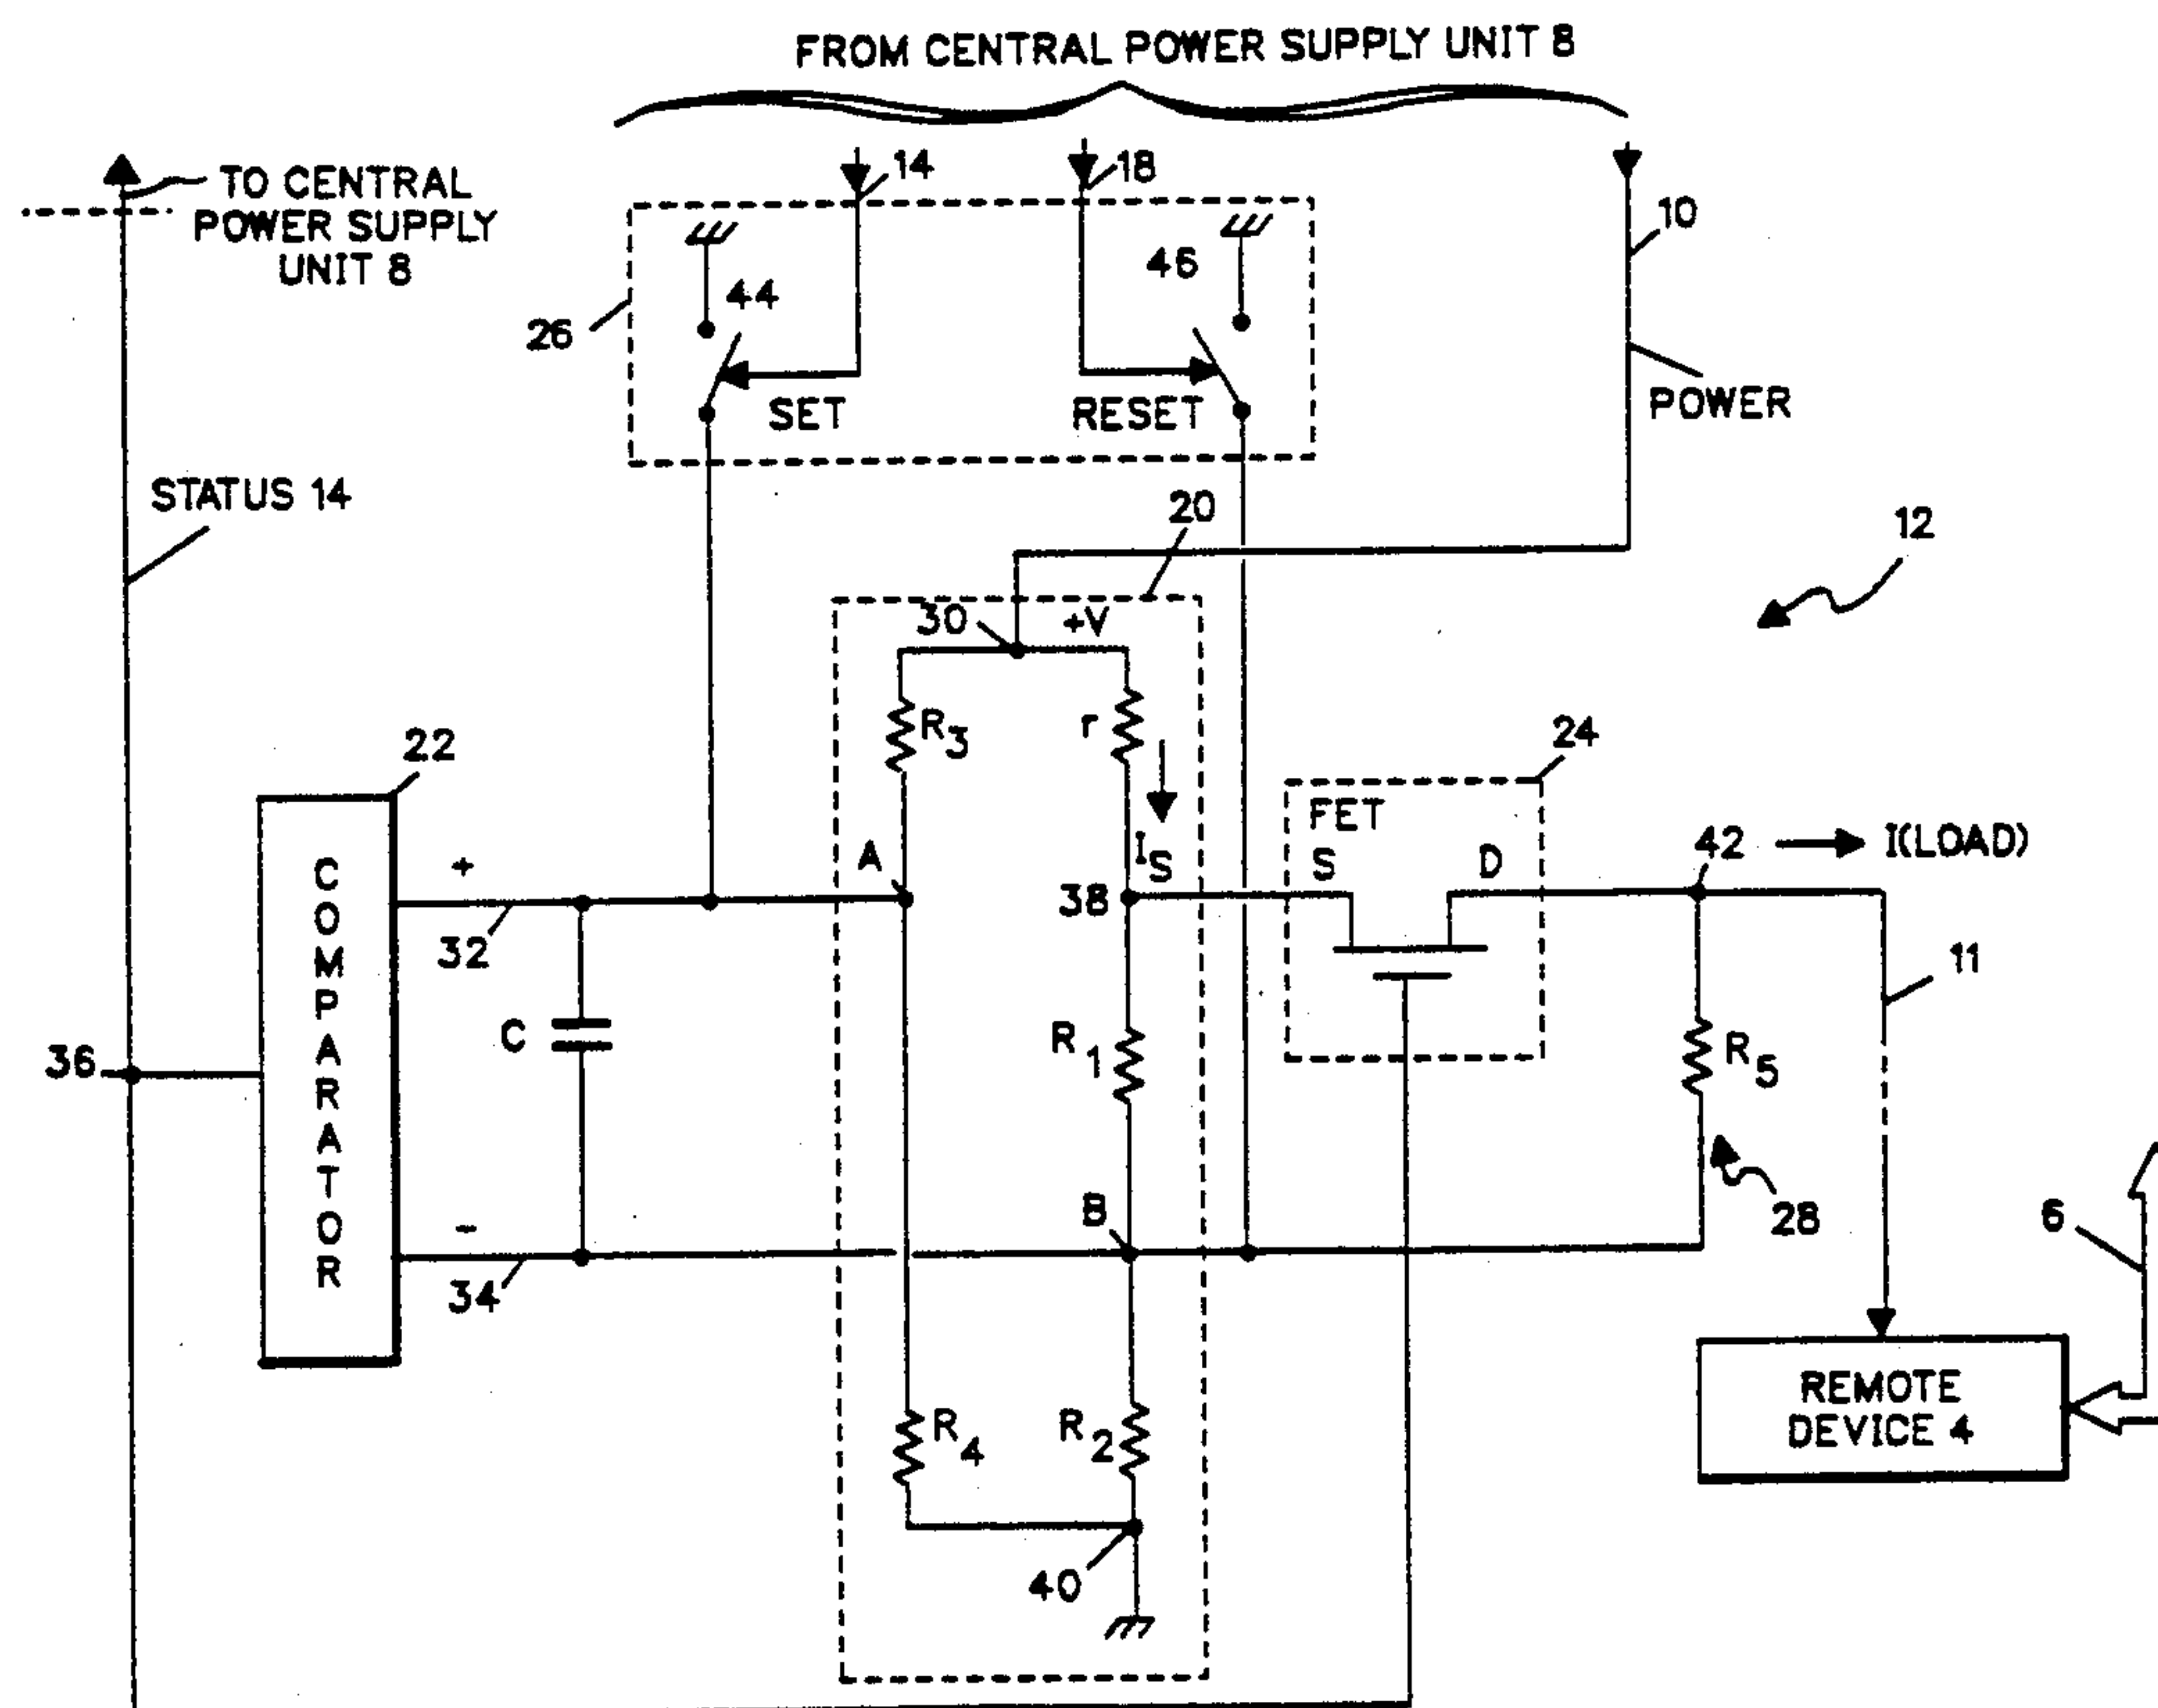 FROM CENTRAL POWER SUPPLY UNIT 8
TO CENTRAL
POWER SUPPLY
UNIT 8
14
18
10
44
46
26
SET
RESET
POWER
STATUS 14
20
12
30
+V
R3
r
22
24
FET
A
IS
S
D
42
I(LOAD)
+
38
32
COMPARATOR
C
R1
11
36
R5
B
28
6
-
34
R4
R2
REMOTE
DEVICE 4
40